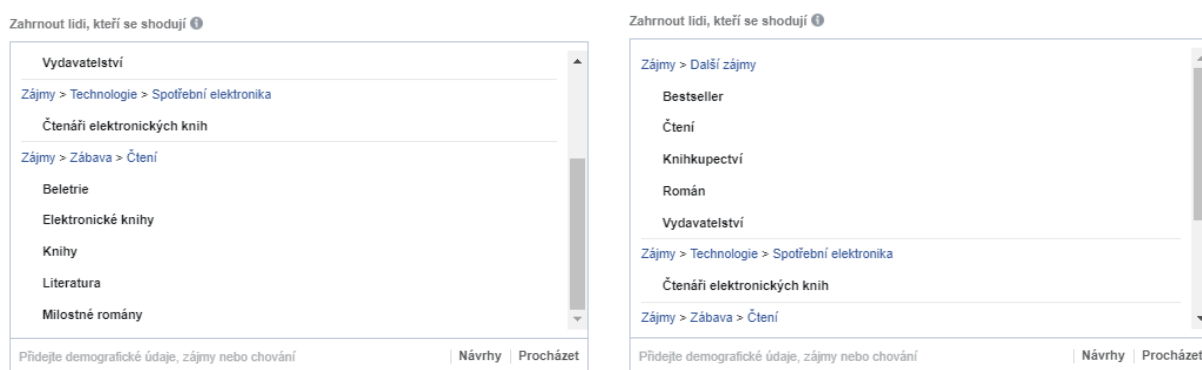 Zahrnout lidi, kteří se shodují
Vydavatelství
Zájmy > Technologie > Spotřební elektronika
Čtenáři elektronických knih
Zájmy > Zábava > Čtení
Beletrie
Elektronické knihy
Knihy
Literatura
Milostné romány
Přidejte demografické údaje, zájmy nebo chování | Návrhy | Procházet
Zahrnout lidi, kteří se shodují
Zájmy > Další zájmy
Bestseller
Čtení
Knihkupectví
Román
Vydavatelství
Zájmy > Technologie > Spotřební elektronika
Čtenáři elektronických knih
Zájmy > Zábava > Čtení
Přidejte demografické údaje, zájmy nebo chování | Návrhy | Procházet